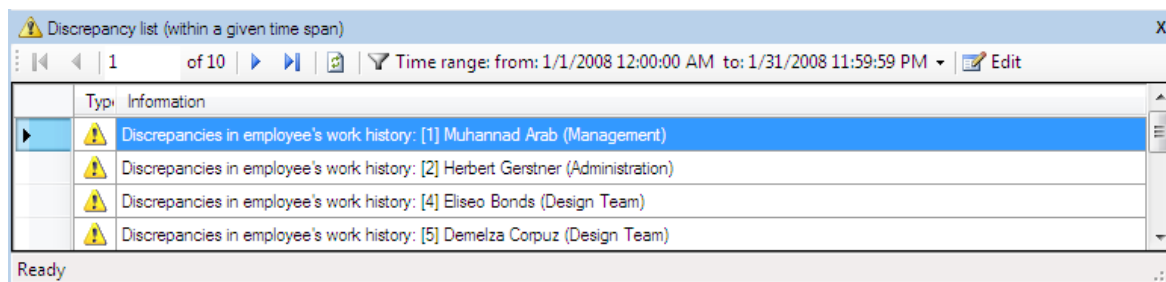 Discrepancy list (within a given time span) X
1 of 10 Time range: from: 1/1/2008 12:00:00 AM to: 1/31/2008 11:59:59 PM Edit
Typ Information
Discrepancies in employee's work history: [1] Muhannad Arab (Management)
Discrepancies in employee's work history: [2] Herbert Gerstner (Administration)
Discrepancies in employee's work history: [4] Eliseo Bonds (Design Team)
Discrepancies in employee's work history: [5] Demelza Corpuz (Design Team)
Ready